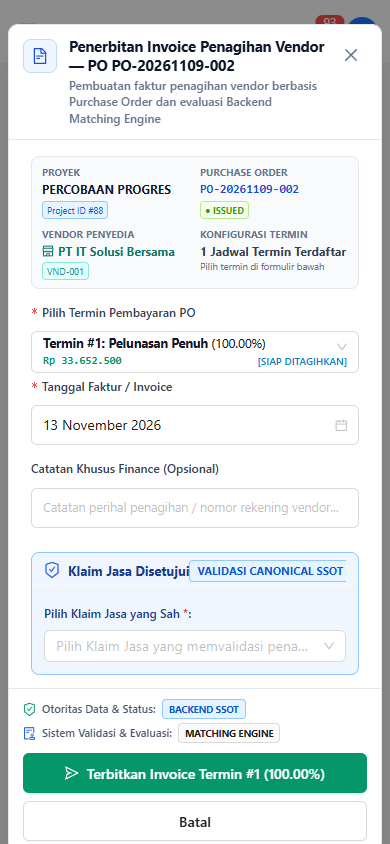 93
Penerbitan Invoice Penagihan Vendor
— PO PO-20261109-002
Pembuatan faktur penagihan vendor berbasis
Purchase Order dan evaluasi Backend
Matching Engine
PROYEK
PERCOBAAN PROGRES
Project ID #88
PURCHASE ORDER
PO-20261109-002
ISSUED
VENDOR PENYEDIA
PT IT Solusi Bersama
VND-001
KONFIGURASI TERMIN
1 Jadwal Termin Terdaftar
Pilih termin di formulir bawah
* Pilih Termin Pembayaran PO
Termin #1: Pelunasan Penuh (100.00%)
Rp 33.652.500 [SIAP DITAGIHKAN]
* Tanggal Faktur / Invoice
13 November 2026
Catatan Khusus Finance (Opsional)
Catatan perihal penagihan / nomor rekening vendor...
Klaim Jasa Disetujui VALIDASI CANONICAL SSOT
Pilih Klaim Jasa yang Sah *:
Pilih Klaim Jasa yang memvalidasi pena...
Otoritas Data & Status: BACKEND SSOT
Sistem Validasi & Evaluasi: MATCHING ENGINE
Terbitkan Invoice Termin #1 (100.00%)
Batal